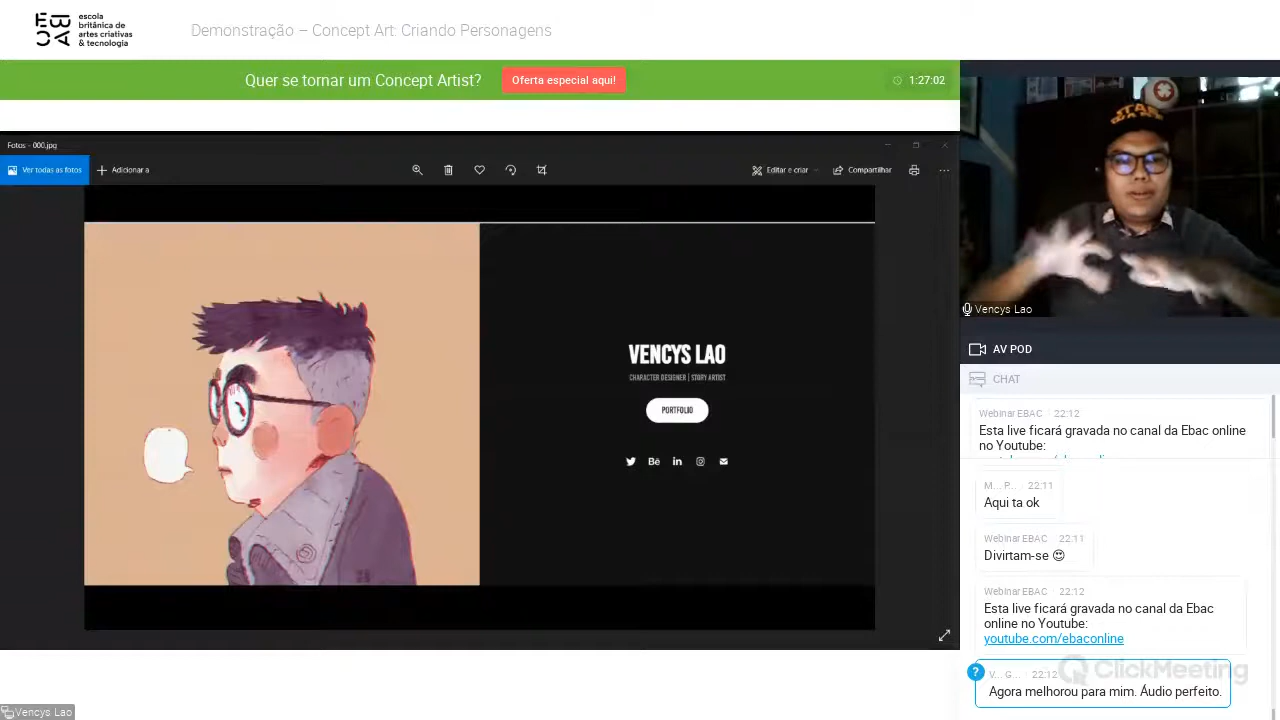 escola
britânica de
artes criativas
& tecnologia
Demonstração – Concept Art: Criando Personagens
Quer se tornar um Concept Artist?
Oferta especial aqui!
1:27:02
Fotos - 000.jpg
Ver todas as fotos
Adicionar a
Editar e criar
Compartilhar
VENCYS LAO
CHARACTER DESIGNER | STORY ARTIST
PORTFOLIO
Bē
in
Vencys Lao
STAR
AV POD
CHAT
Webinar EBAC · 22:12
Esta live ficará gravada no canal da Ebac online
no Youtube:
M... P... · 22:11
Aqui ta ok
Webinar EBAC · 22:11
Divirtam-se 😍
Webinar EBAC · 22:12
Esta live ficará gravada no canal da Ebac
online no Youtube:
youtube.com/ebaconline
ClickMeeting
?
V... G... · 22:12
Agora melhorou para mim. Áudio perfeito.
Vencys Lao